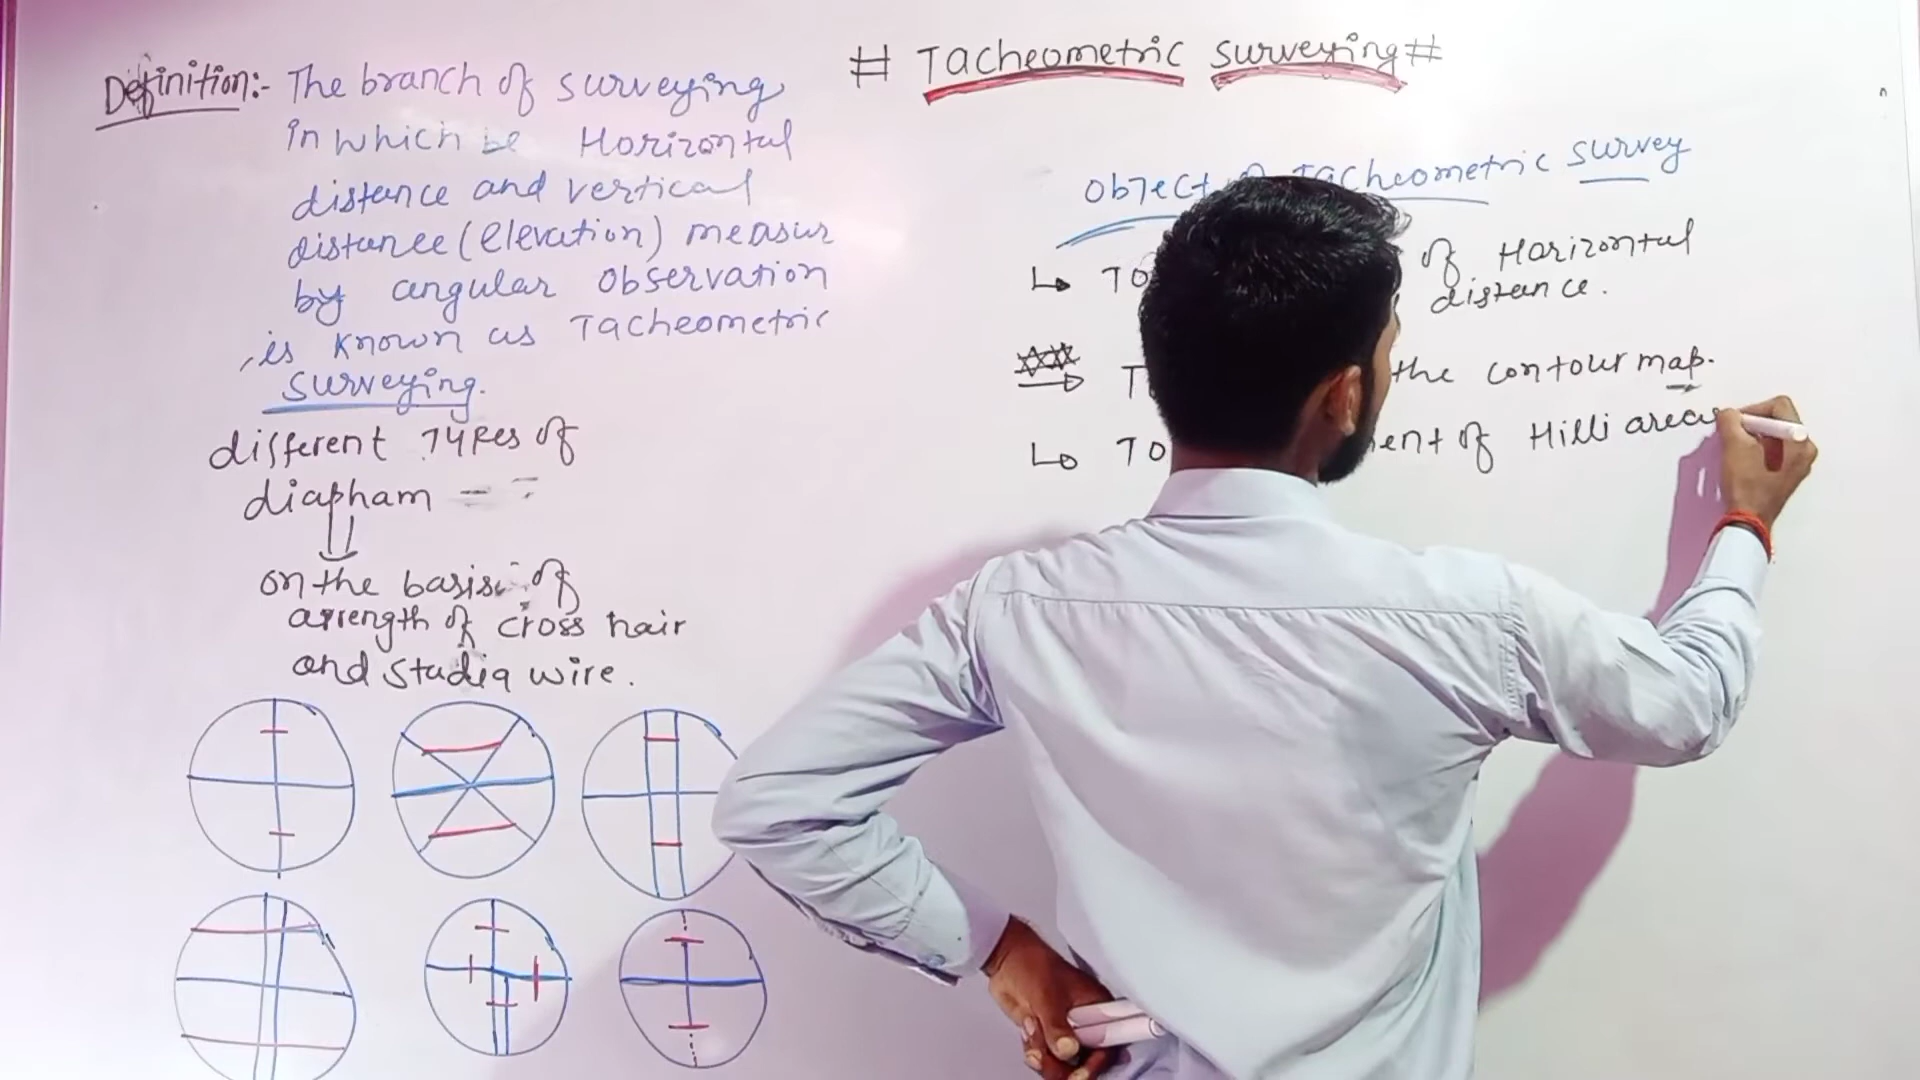 # Tacheometric surveying #
Definition:- The branch of surveying
in which be Horizontal
distance and vertical
distance (elevation) measur
by angular observation
is known as Tacheometric
surveying.
different Types of
diapham
on the basis of
arrength of cross hair
and stadia wire.
object Tacheometric survey
To of Horizontal
distance.
the contour map.
To ent of Hilli areas